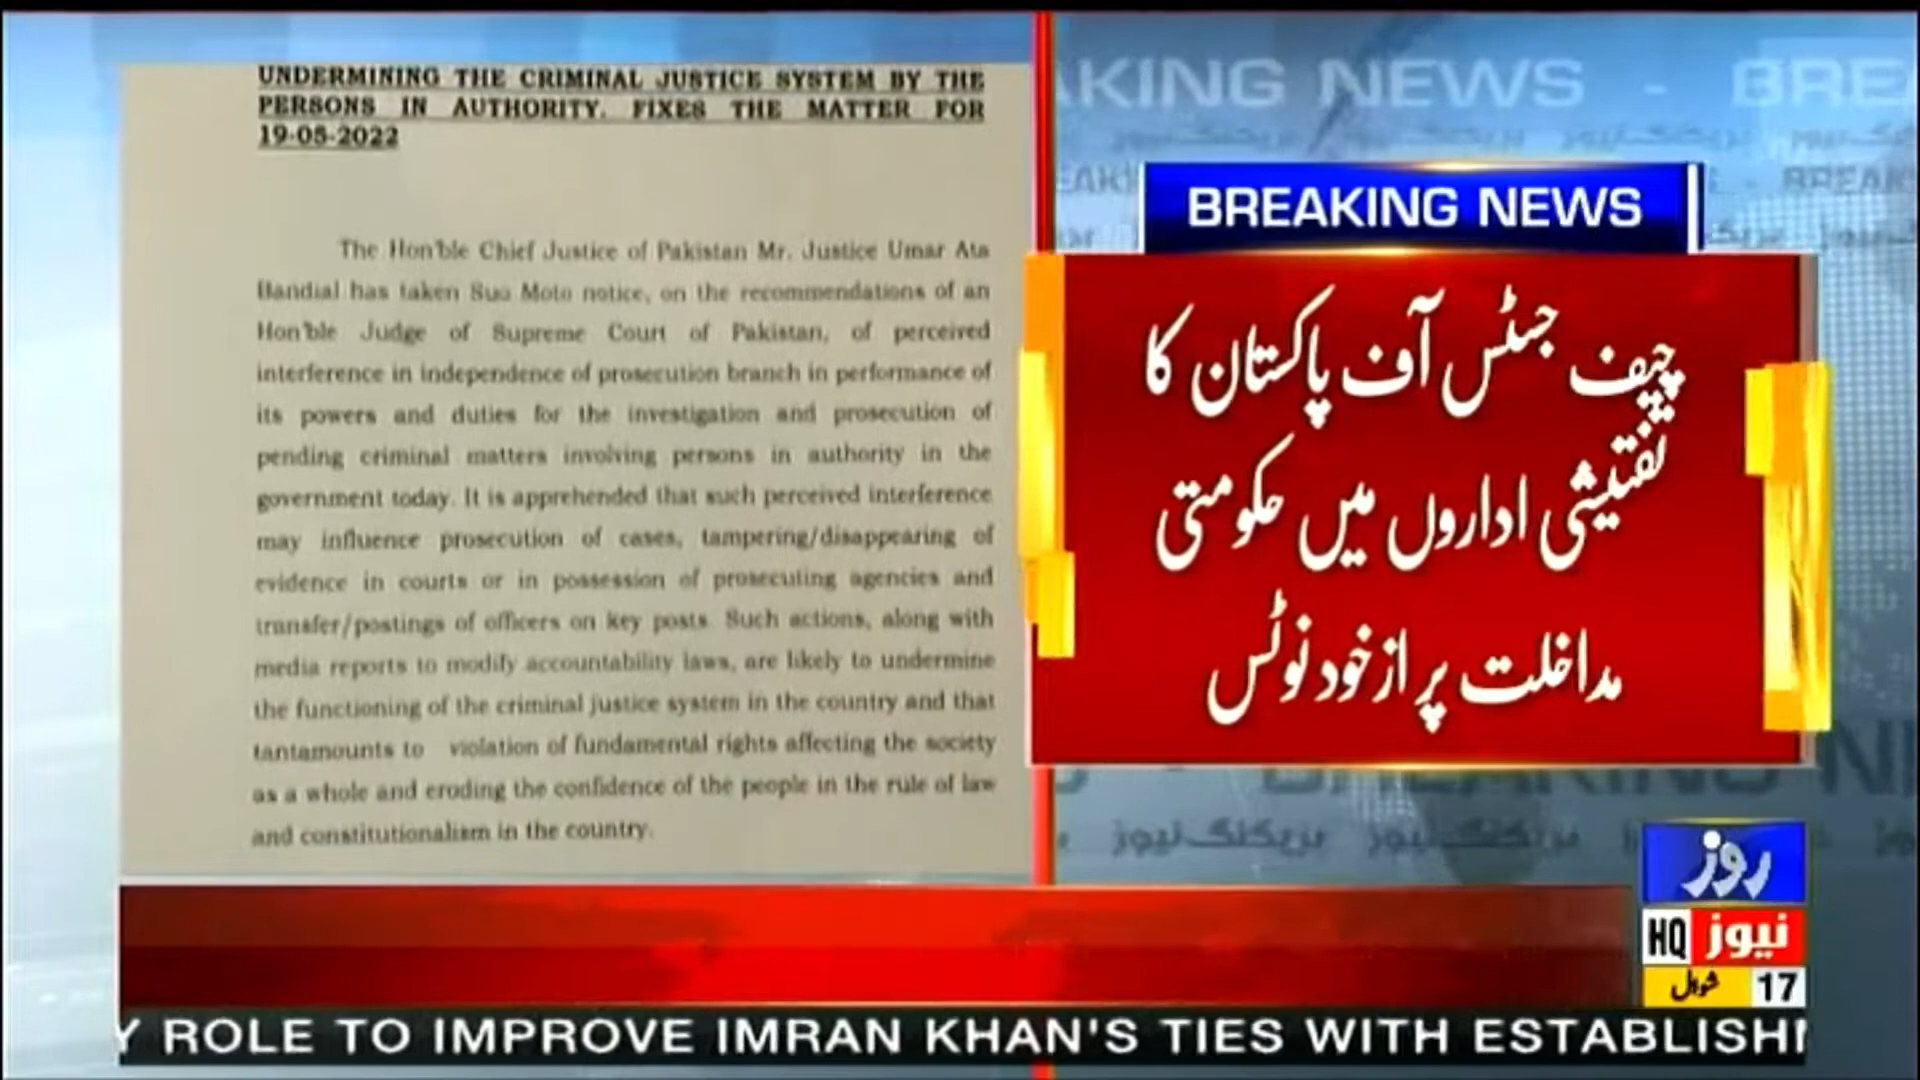 UNDERMINING THE CRIMINAL JUSTICE SYSTEM BY THE
PERSONS IN AUTHORITY. FIXES THE MATTER FOR
19-05-2022
The Hon'ble Chief Justice of Pakistan Mr. Justice Umar Ata
Bandial has taken Suo Moto notice, on the recommendations of an
Hon'ble Judge of Supreme Court of Pakistan, of perceived
interference in independence of prosecution branch in performance of
its powers and duties for the investigation and prosecution of
pending criminal matters involving persons in authority in the
government today. It is apprehended that such perceived interference
may influence prosecution of cases, tampering/disappearing of
evidence in courts or in possession of prosecuting agencies and
transfer/postings of officers on key posts. Such actions, along with
media reports to modify accountability laws, are likely to undermine
the functioning of the criminal justice system in the country and that
tantamounts to violation of fundamental rights affecting the society
as a whole and eroding the confidence of the people in the rule of law
and constitutionalism in the country.
AKING NEWS - BREA
BREAKING NEWS
چیف جسٹس آف پاکستان کا
تفتیشی اداروں میں حکومتی
مداخلت پر ازخود نوٹس
بریکنگ نیوز بریکنگ نیوز
روز
HQ نیوز
17 شوال
Y ROLE TO IMPROVE IMRAN KHAN'S TIES WITH ESTABLISHM